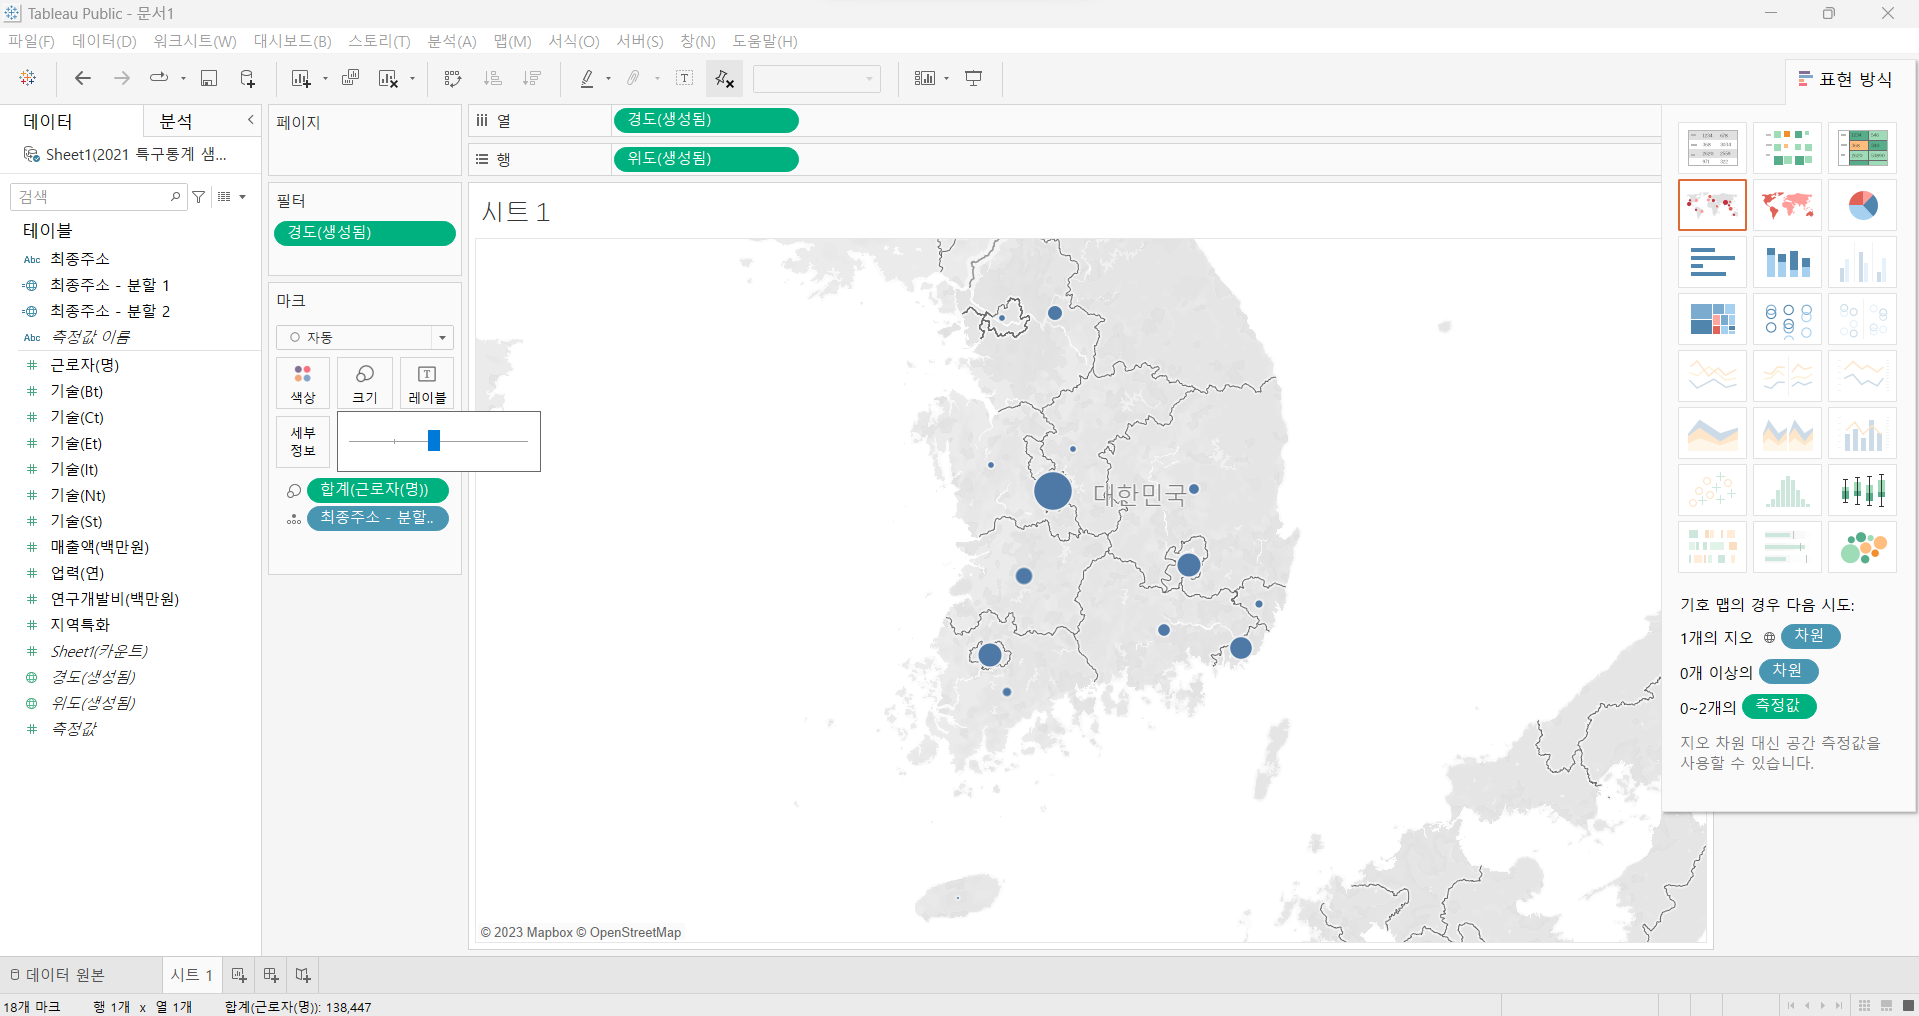 Tableau Public - 문서1
파일(F) 데이터(D) 워크시트(W) 대시보드(B) 스토리(T) 분석(A) 맵(M) 서식(O) 서버(S) 창(N) 도움말(H)
표현 방식
데이터 분석
Sheet1(2021 특구통계 샘...
검색
테이블
Abc 최종주소
최종주소 - 분할 1
최종주소 - 분할 2
Abc 측정값 이름
근로자(명)
기술(Bt)
기술(Ct)
기술(Et)
기술(It)
기술(Nt)
기술(St)
매출액(백만원)
업력(연)
연구개발비(백만원)
지역특화
Sheet1(카운트)
경도(생성됨)
위도(생성됨)
측정값
페이지
필터
경도(생성됨)
마크
자동
색상 크기 레이블
세부
정보
합계(근로자(명))
최종주소 - 분할..
열 경도(생성됨)
행 위도(생성됨)
시트 1
대한민국
© 2023 Mapbox © OpenStreetMap
기호 맵의 경우 다음 시도:
1개의 지오 차원
0개 이상의 차원
0~2개의 측정값
지오 차원 대신 공간 측정값을
사용할 수 있습니다.
데이터 원본 시트 1
18개 마크 행 1개 x 열 1개 합계(근로자(명)): 138,447